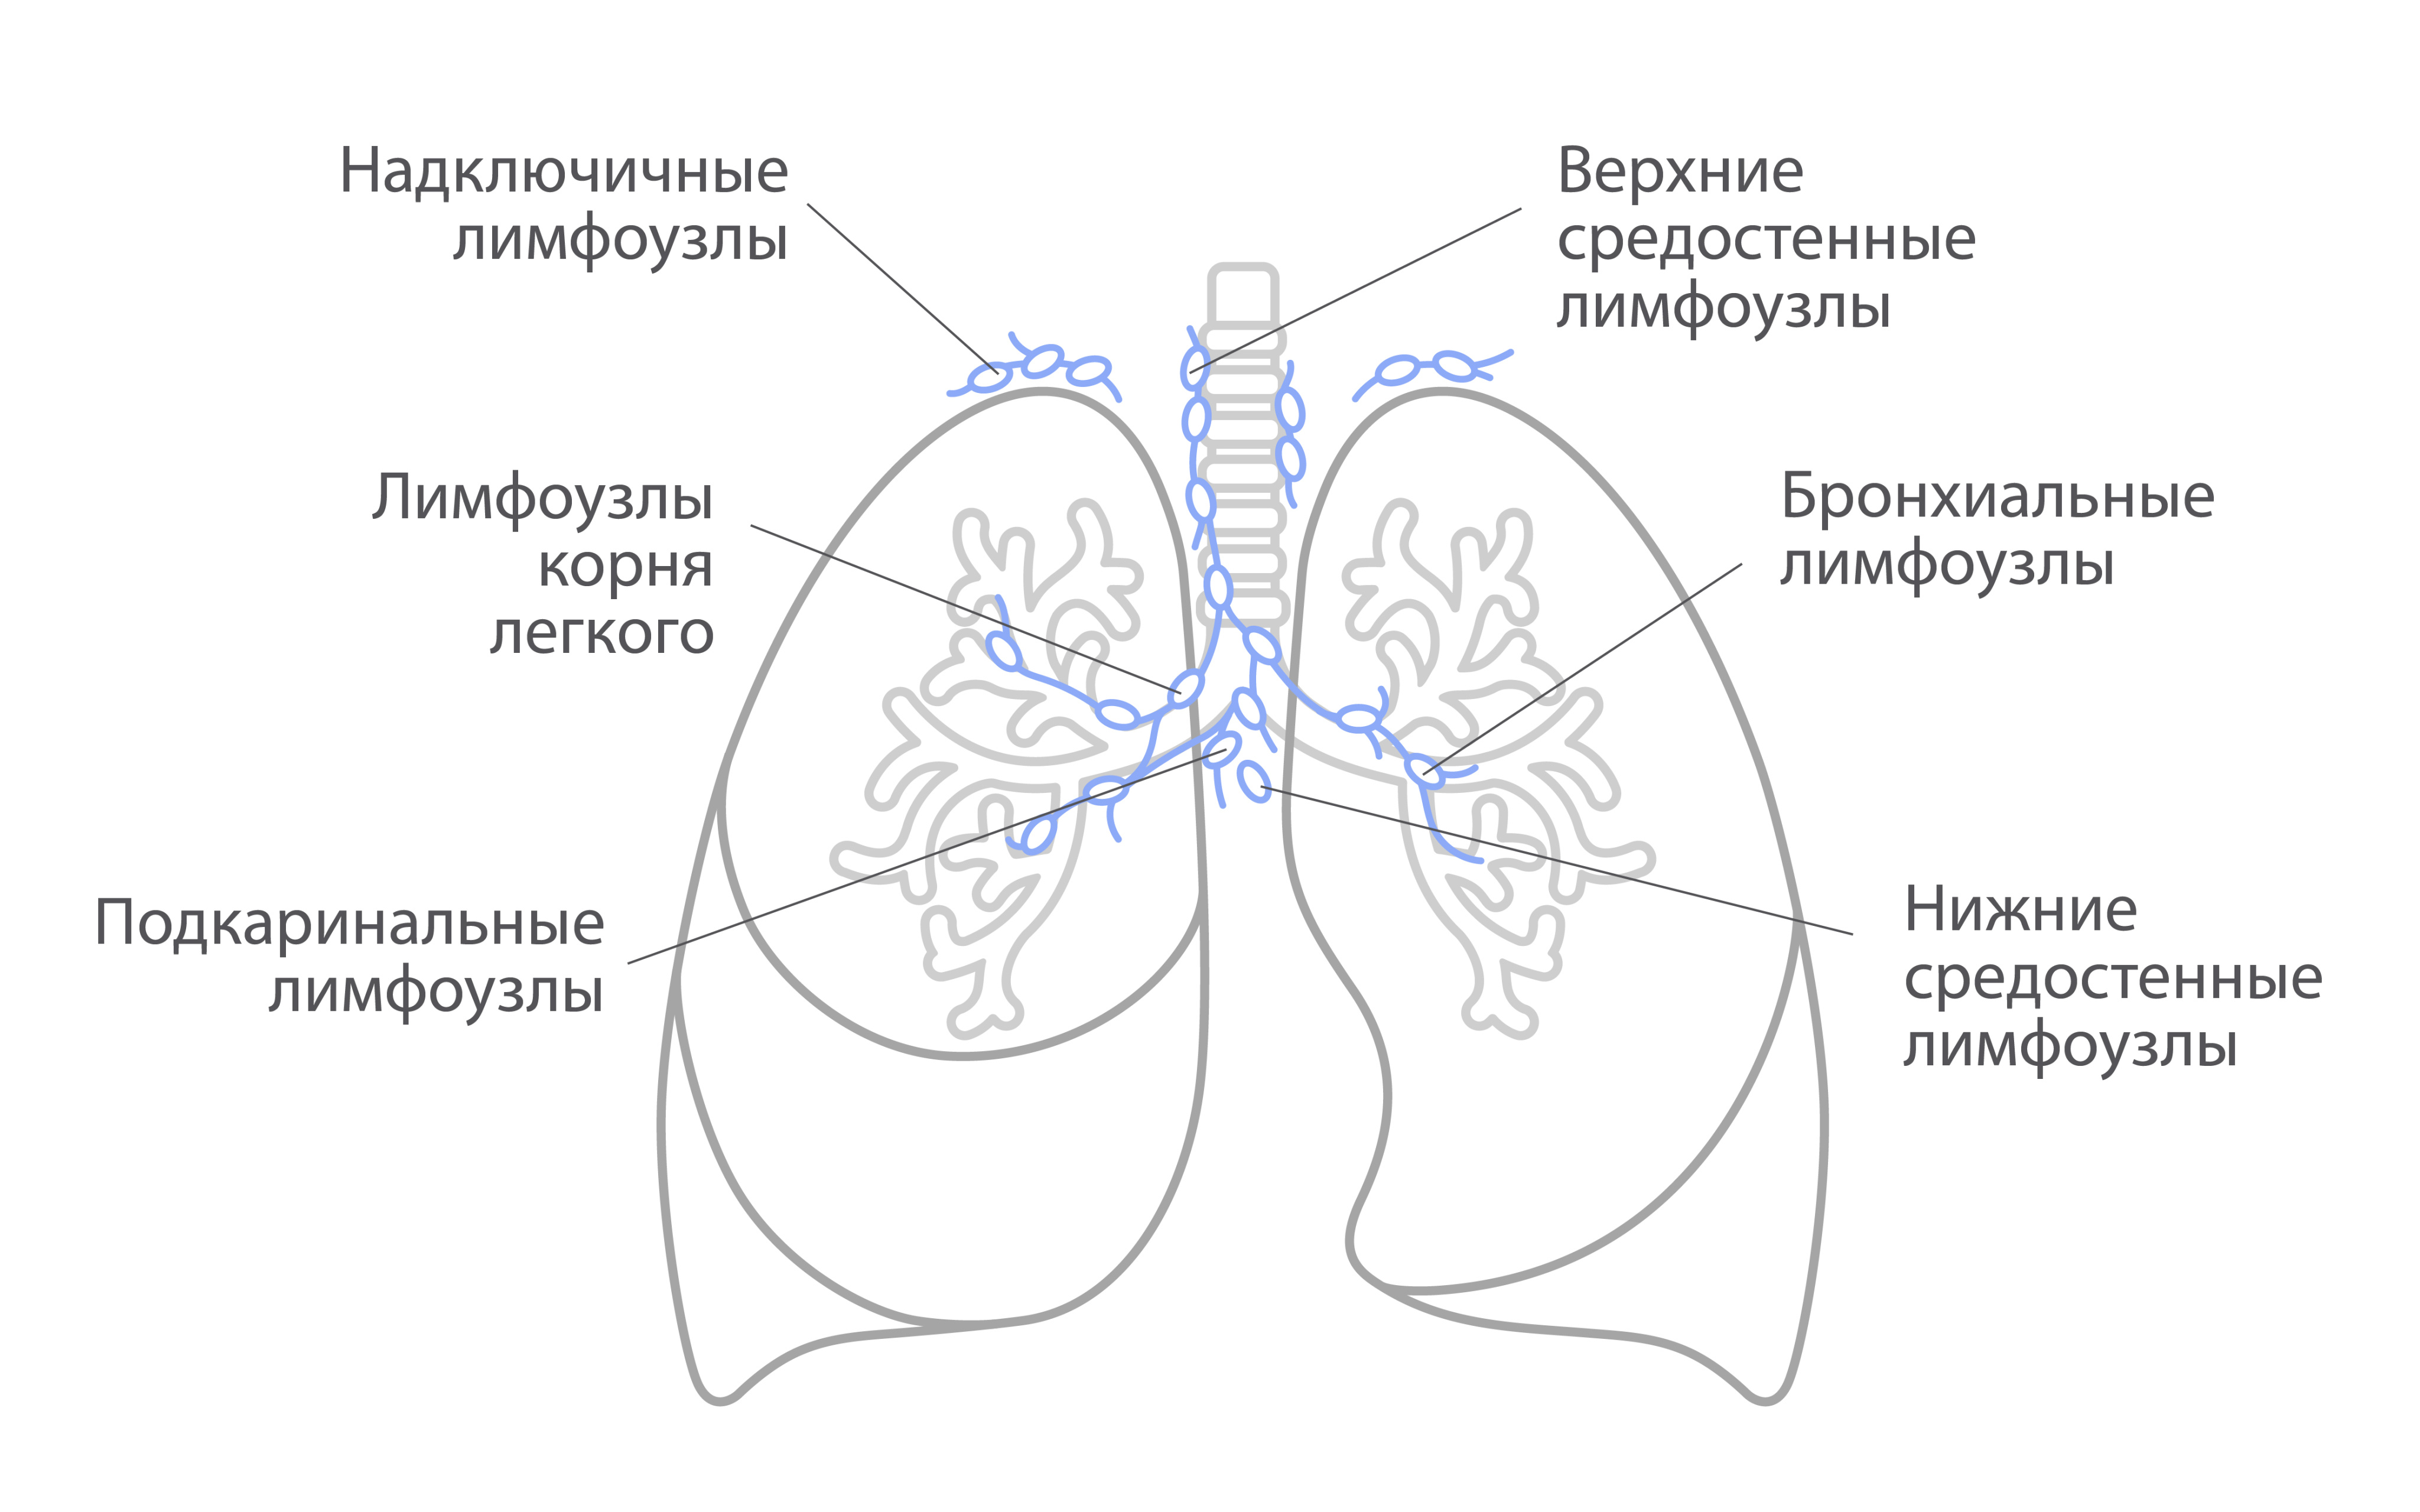 Надключичные
лимфоузлы
Верхние
средостенные
лимфоузлы
Лимфоузлы
корня
легкого
Бронхиальные
лимфоузлы
Подкаринальные
лимфоузлы
Нижние
средостенные
лимфоузлы